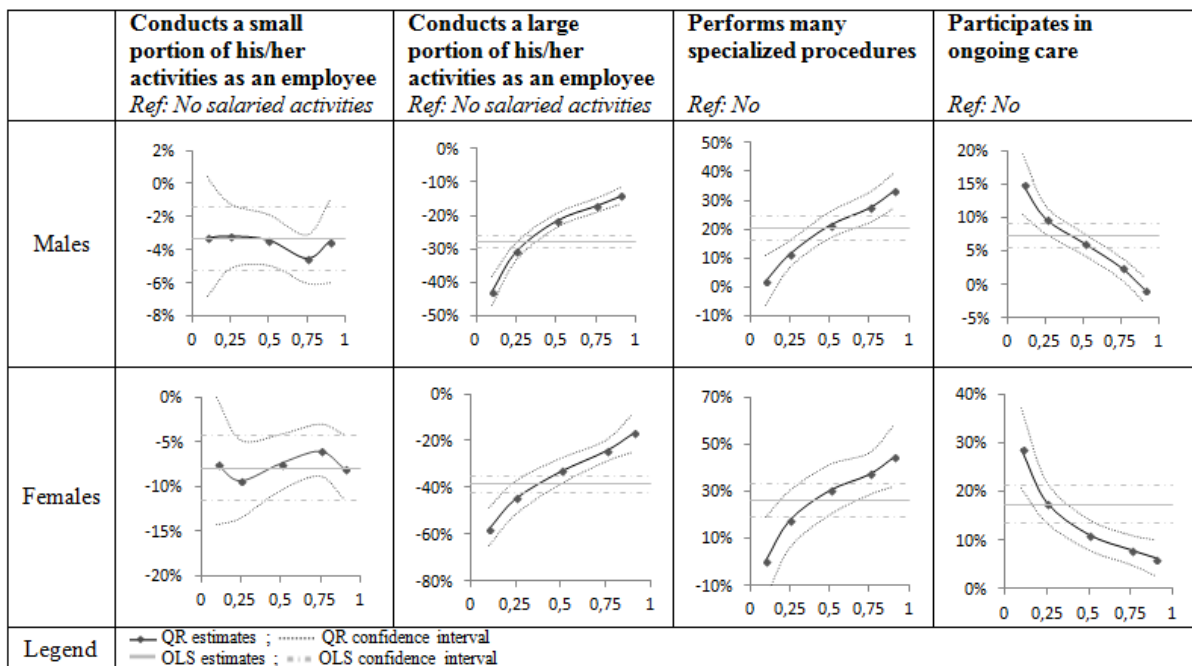 Conducts a small
portion of his/her
activities as an employee
Ref: No salaried activities
Conducts a large
portion of his/her
activities as an employee
Ref: No salaried activities
Performs many
specialized procedures
Ref: No
Participates in
ongoing care
Ref: No
Males
2%
0%
-2%
-4%
-6%
-8%
0 0,25 0,5 0,75 1
0%
-10%
-20%
-30%
-40%
-50%
0 0,25 0,5 0,75 1
50%
40%
30%
20%
10%
0%
-10%
0 0,25 0,5 0,75 1
20%
15%
10%
5%
0%
-5%
0 0,25 0,5 0,75 1
Females
0%
-5%
-10%
-15%
-20%
0 0,25 0,5 0,75 1
0%
-20%
-40%
-60%
-80%
0 0,25 0,5 0,75 1
70%
50%
30%
10%
-10%
0 0,25 0,5 0,75 1
40%
30%
20%
10%
0%
0 0,25 0,5 0,75 1
Legend
QR estimates ; QR confidence interval
OLS estimates ; OLS confidence interval